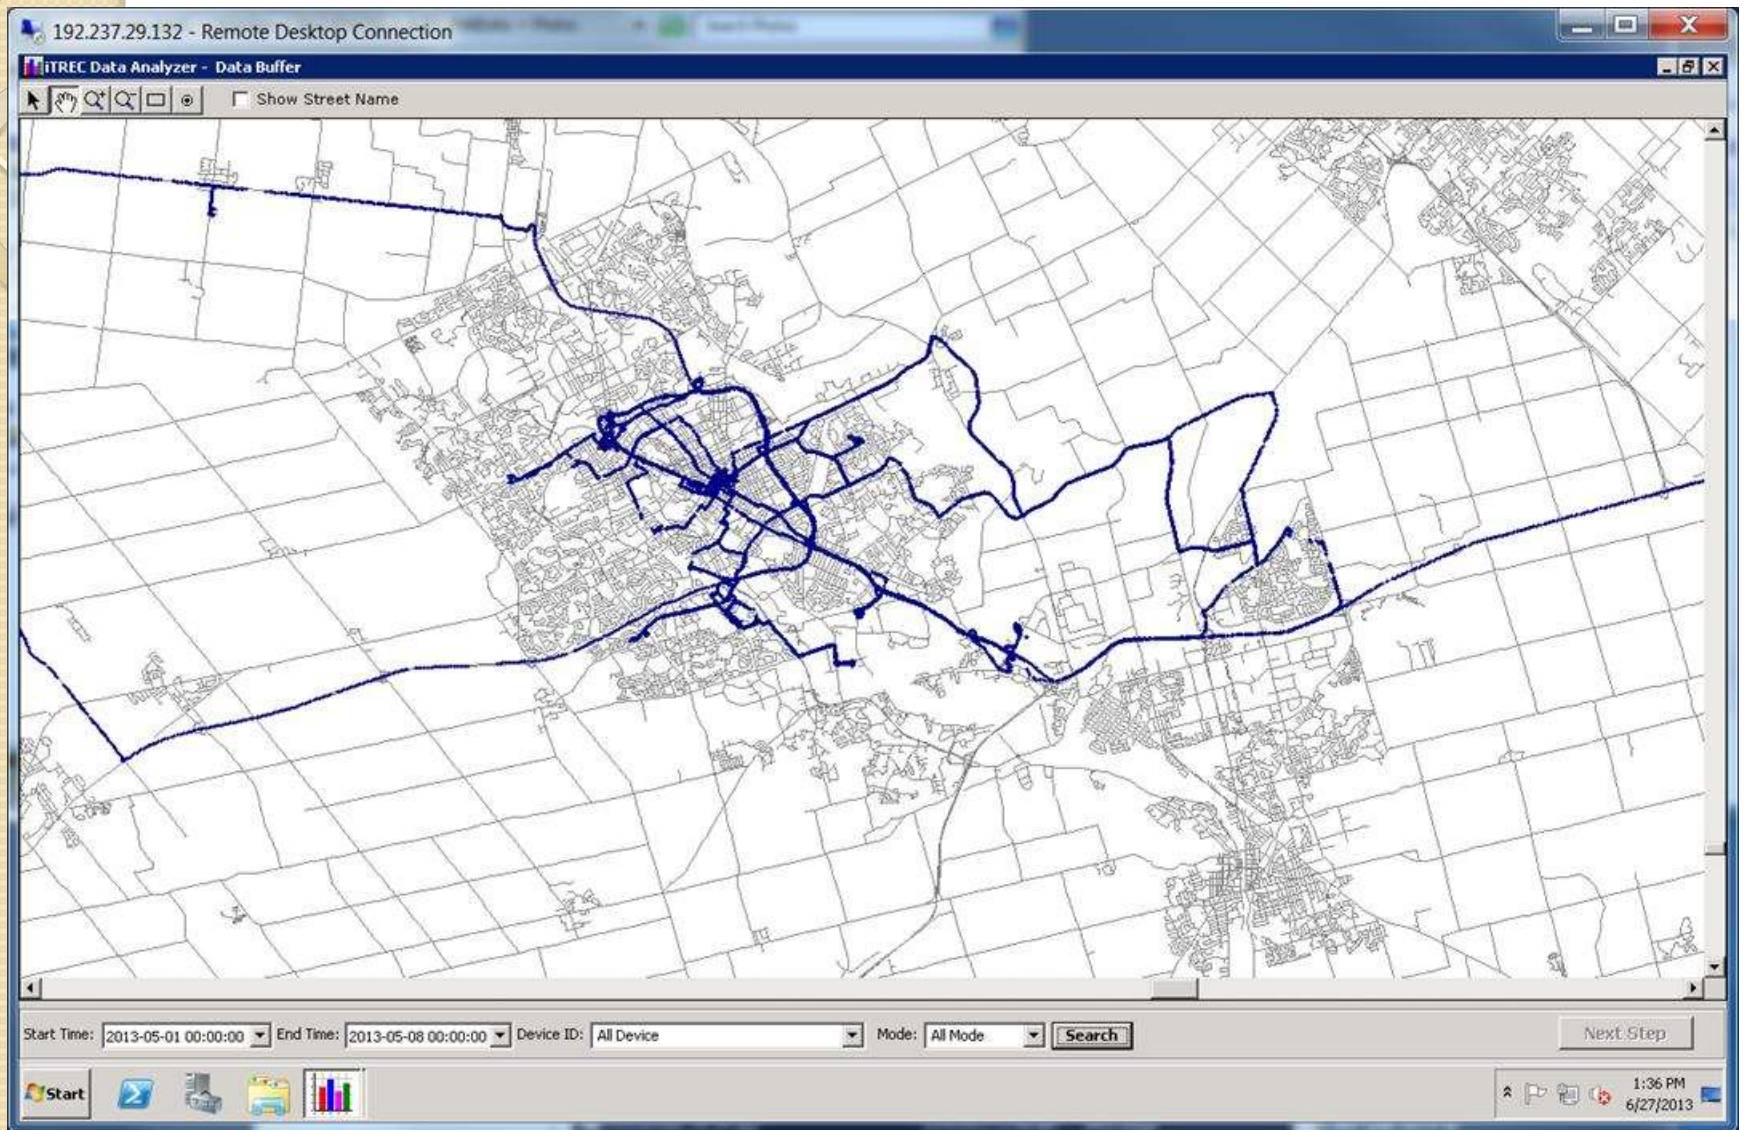 192.237.29.132 - Remote Desktop Connection
iTREC Data Analyzer - Data Buffer
Show Street Name
Start Time: 2013-05-01 00:00:00 End Time: 2013-05-08 00:00:00 Device ID: All Device Mode: All Mode Search Next Step
Start
1:36 PM
6/27/2013